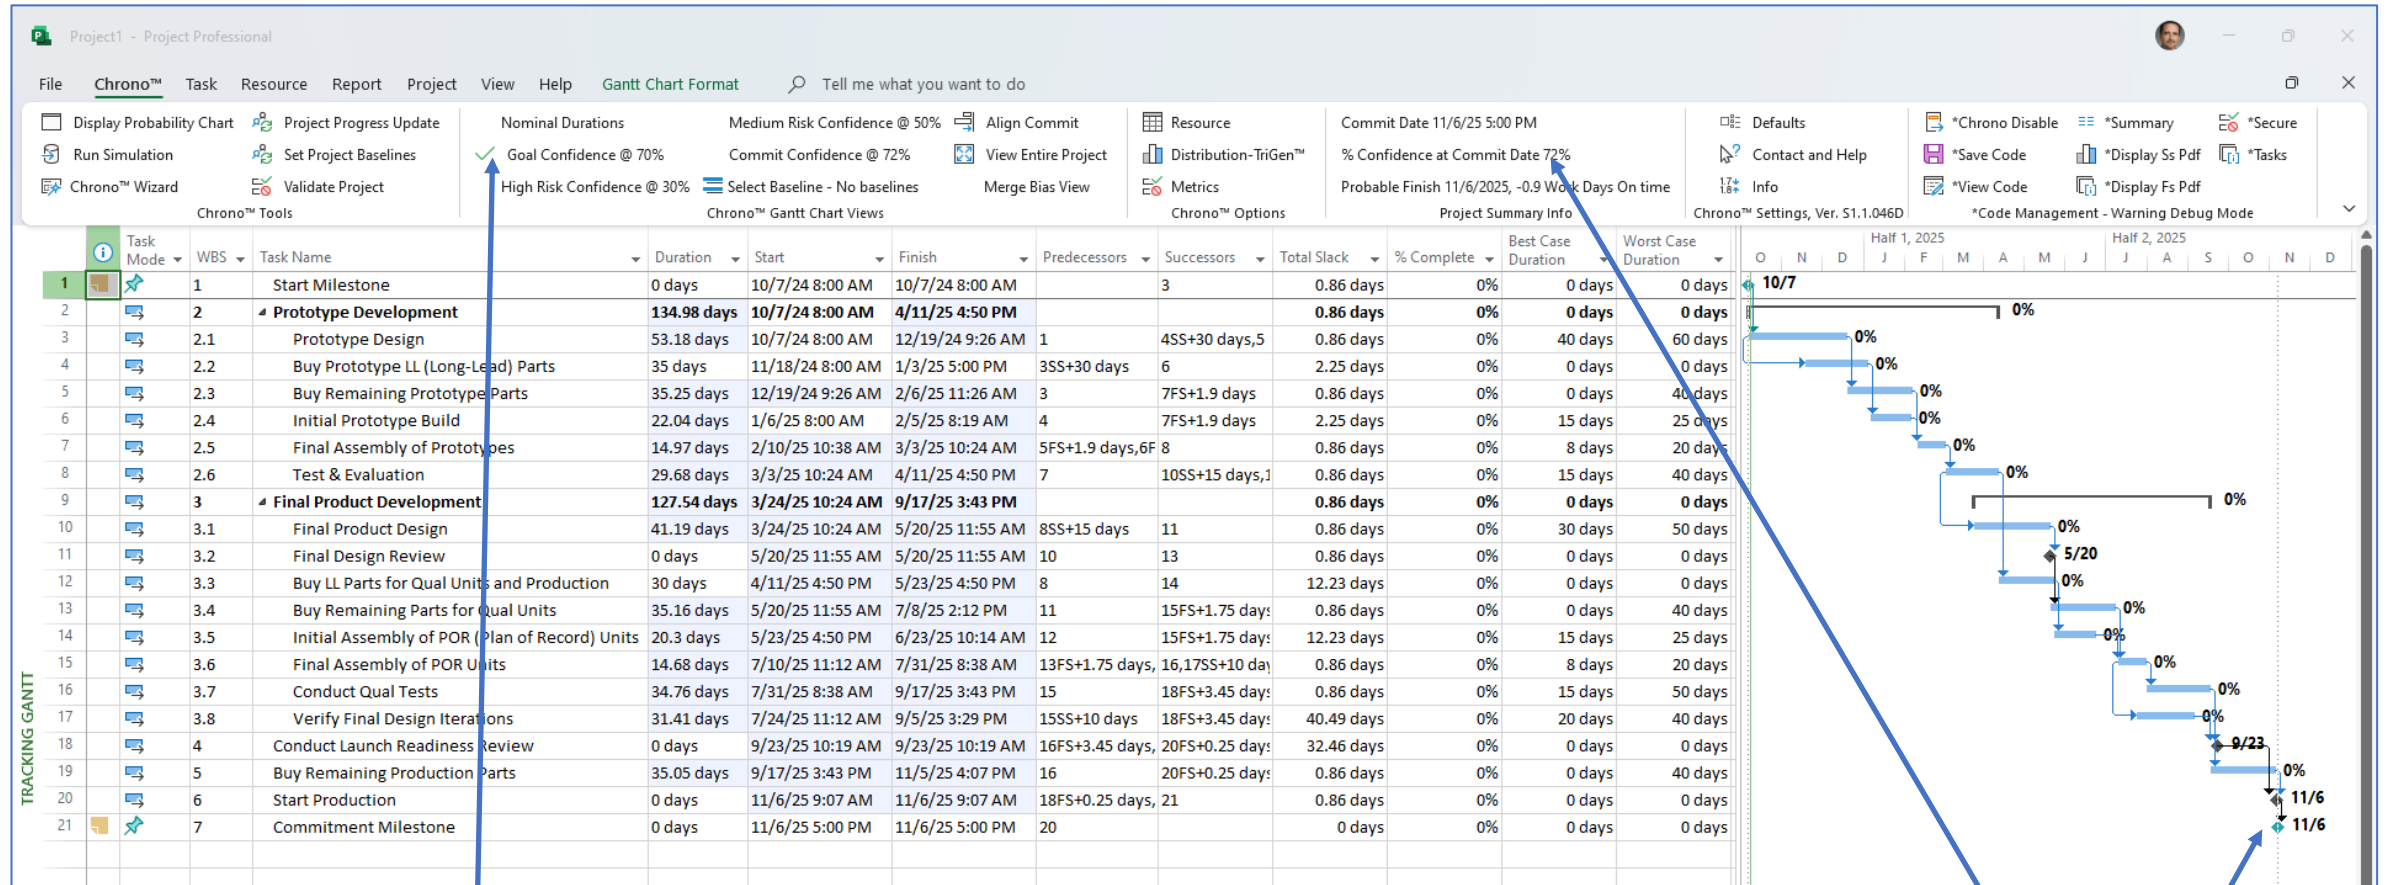 Project1 - Project Professional
File Chrono™ Task Resource Report Project View Help Gantt Chart Format Tell me what you want to do
Display Probability Chart Project Progress Update Nominal Durations Medium Risk Confidence @ 50% Align Commit Resource Commit Date 11/6/25 5:00 PM Defaults *Chrono Disable *Summary *Secure
Run Simulation Set Project Baselines Goal Confidence @ 70% Commit Confidence @ 72% View Entire Project Distribution-TriGen™ % Confidence at Commit Date 72% Contact and Help *Save Code *Display Ss Pdf *Tasks
Chrono™ Wizard Validate Project High Risk Confidence @ 30% Select Baseline - No baselines Merge Bias View Metrics Probable Finish 11/6/2025, -0.9 Work Days On time Info *View Code *Display Fs Pdf
Chrono™ Tools Chrono™ Gantt Chart Views Chrono™ Options Project Summary Info Chrono™ Settings, Ver. S1.1.046D *Code Management - Warning Debug Mode
Task Mode WBS Task Name Duration Start Finish Predecessors Successors Total Slack % Complete Best Case Duration Worst Case Duration Half 1, 2025 Half 2, 2025
O N D J F M A M J J A S O N D
1 1 Start Milestone 0 days 10/7/24 8:00 AM 10/7/24 8:00 AM 3 0.86 days 0% 0 days 0 days 10/7
2 2 Prototype Development 134.98 days 10/7/24 8:00 AM 4/11/25 4:50 PM 0.86 days 0% 0 days 0 days 0%
3 2.1 Prototype Design 53.18 days 10/7/24 8:00 AM 12/19/24 9:26 AM 1 4SS+30 days,5 0.86 days 0% 40 days 60 days 0%
4 2.2 Buy Prototype LL (Long-Lead) Parts 35 days 11/18/24 8:00 AM 1/3/25 5:00 PM 3SS+30 days 6 2.25 days 0% 0 days 0 days 0%
5 2.3 Buy Remaining Prototype Parts 35.25 days 12/19/24 9:26 AM 2/6/25 11:26 AM 3 7FS+1.9 days 0.86 days 0% 0 days 40 days 0%
6 2.4 Initial Prototype Build 22.04 days 1/6/25 8:00 AM 2/5/25 8:19 AM 4 7FS+1.9 days 2.25 days 0% 15 days 25 days 0%
7 2.5 Final Assembly of Prototypes 14.97 days 2/10/25 10:38 AM 3/3/25 10:24 AM 5FS+1.9 days,6F 8 0.86 days 0% 8 days 20 days 0%
8 2.6 Test & Evaluation 29.68 days 3/3/25 10:24 AM 4/11/25 4:50 PM 7 10SS+15 days,1 0.86 days 0% 15 days 40 days 0%
9 3 Final Product Development 127.54 days 3/24/25 10:24 AM 9/17/25 3:43 PM 0.86 days 0% 0 days 0 days 0%
10 3.1 Final Product Design 41.19 days 3/24/25 10:24 AM 5/20/25 11:55 AM 8SS+15 days 11 0.86 days 0% 30 days 50 days 0%
11 3.2 Final Design Review 0 days 5/20/25 11:55 AM 5/20/25 11:55 AM 10 13 0.86 days 0% 0 days 0 days 5/20
12 3.3 Buy LL Parts for Qual Units and Production 30 days 4/11/25 4:50 PM 5/23/25 4:50 PM 8 14 12.23 days 0% 0 days 0 days 0%
13 3.4 Buy Remaining Parts for Qual Units 35.16 days 5/20/25 11:55 AM 7/8/25 2:12 PM 11 15FS+1.75 days 0.86 days 0% 0 days 40 days 0%
14 3.5 Initial Assembly of POR (Plan of Record) Units 20.3 days 5/23/25 4:50 PM 6/23/25 10:14 AM 12 15FS+1.75 days 12.23 days 0% 15 days 25 days 0%
15 3.6 Final Assembly of POR Units 14.68 days 7/10/25 11:12 AM 7/31/25 8:38 AM 13FS+1.75 days, 16,17SS+10 day 0.86 days 0% 8 days 20 days 0%
16 3.7 Conduct Qual Tests 34.76 days 7/31/25 8:38 AM 9/17/25 3:43 PM 15 18FS+3.45 days 0.86 days 0% 15 days 50 days 0%
17 3.8 Verify Final Design Iterations 31.41 days 7/24/25 11:12 AM 9/5/25 3:29 PM 15SS+10 days 18FS+3.45 days 40.49 days 0% 20 days 40 days 0%
18 4 Conduct Launch Readiness Review 0 days 9/23/25 10:19 AM 9/23/25 10:19 AM 16FS+3.45 days, 20FS+0.25 days 32.46 days 0% 0 days 0 days 9/23
19 5 Buy Remaining Production Parts 35.05 days 9/17/25 3:43 PM 11/5/25 4:07 PM 16 20FS+0.25 days 0.86 days 0% 0 days 40 days 0%
20 6 Start Production 0 days 11/6/25 9:07 AM 11/6/25 9:07 AM 18FS+0.25 days, 21 0.86 days 0% 0 days 0 days 11/6
21 7 Commitment Milestone 0 days 11/6/25 5:00 PM 11/6/25 5:00 PM 20 0 days 0% 0 days 0 days 11/6
TRACKING GANTT